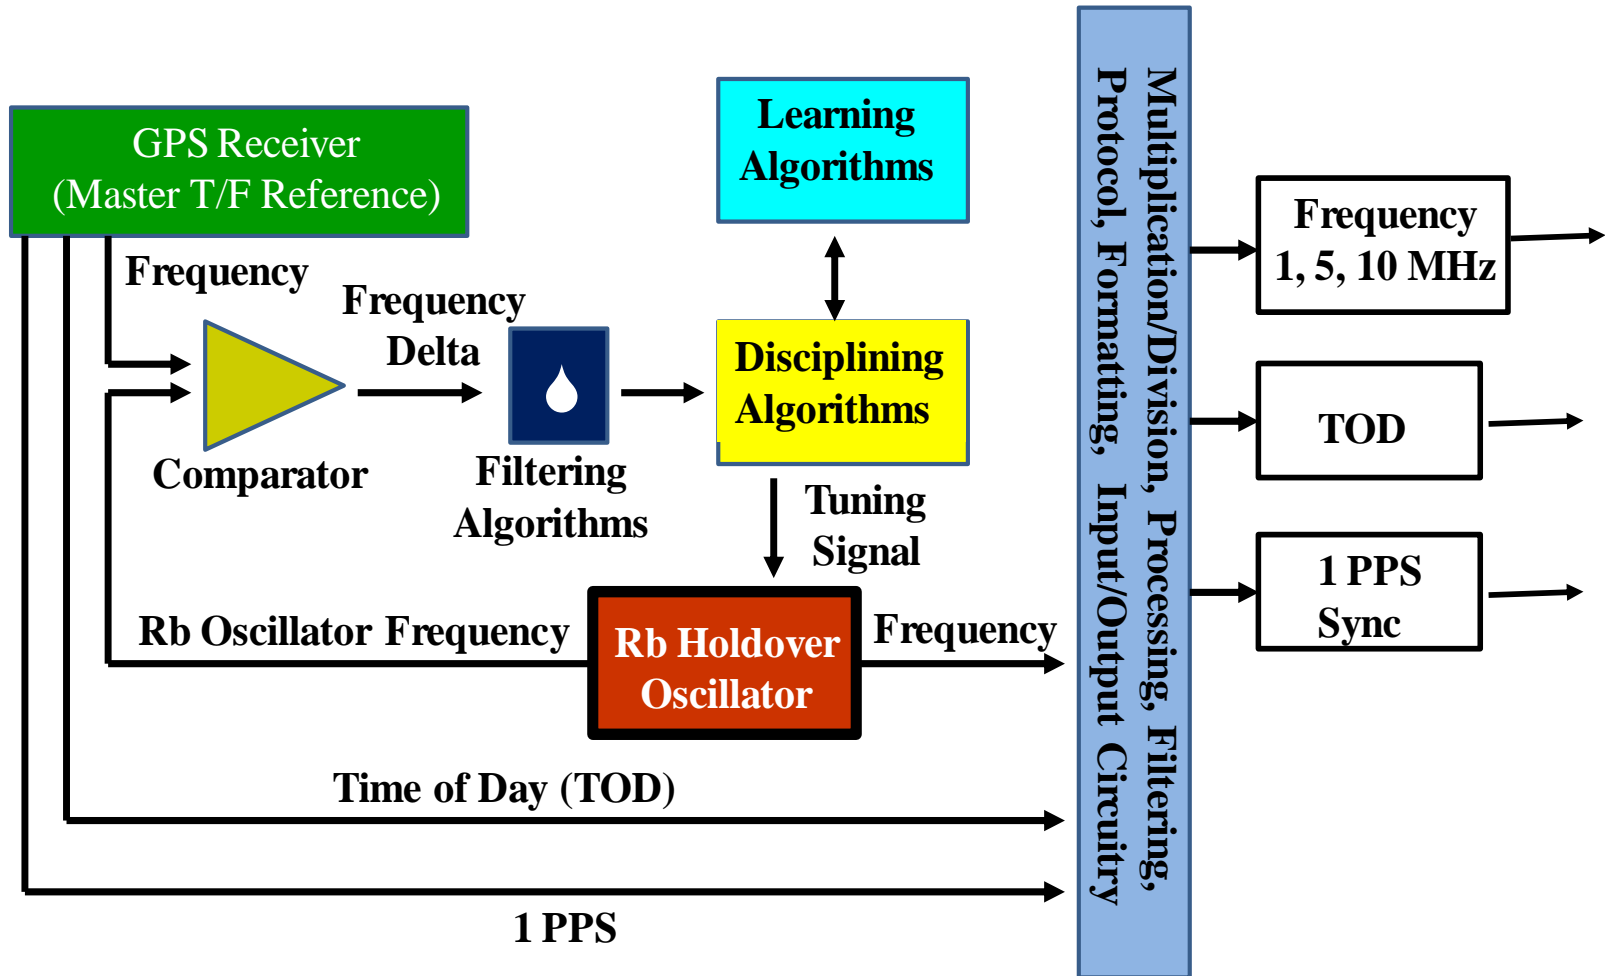 GPS Receiver
(Master T/F Reference)
Learning
Algorithms
Frequency
Frequency
Delta
Disciplining
Algorithms
Comparator
Filtering
Algorithms
Tuning
Signal
Rb Oscillator Frequency
Rb Holdover
Oscillator
Frequency
Time of Day (TOD)
1 PPS
Multiplication/Division, Processing, Filtering,
Protocol, Formatting, Input/Output Circuitry
Frequency
1, 5, 10 MHz
TOD
1 PPS
Sync